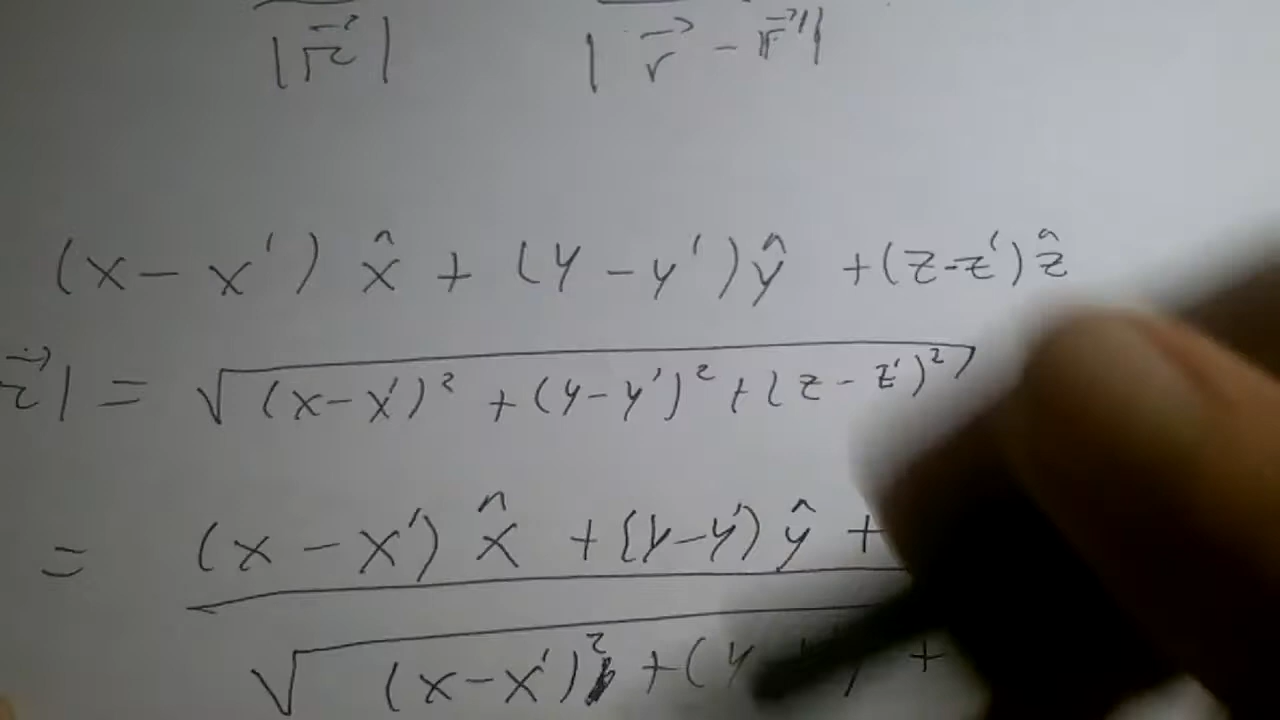 |r⃗| |r⃗ - r⃗'|
(x - x') x̂ + (y - y') ŷ + (z-z') ẑ
r⃗| = √(x-x')² + (y-y')² + (z-z')²
= (x - x') x̂ + (y-y') ŷ +
√(x-x')² + (y +